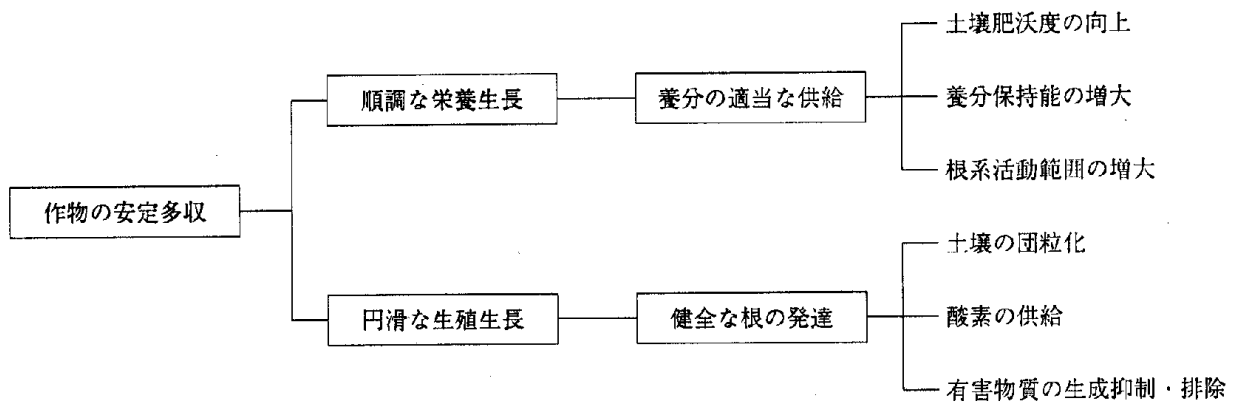 土壌肥沃度の向上
順調な栄養生長
養分の適当な供給
養分保持能の増大
根系活動範囲の増大
作物の安定多収
土壌の団粒化
円滑な生殖生長
健全な根の発達
酸素の供給
有害物質の生成抑制・排除